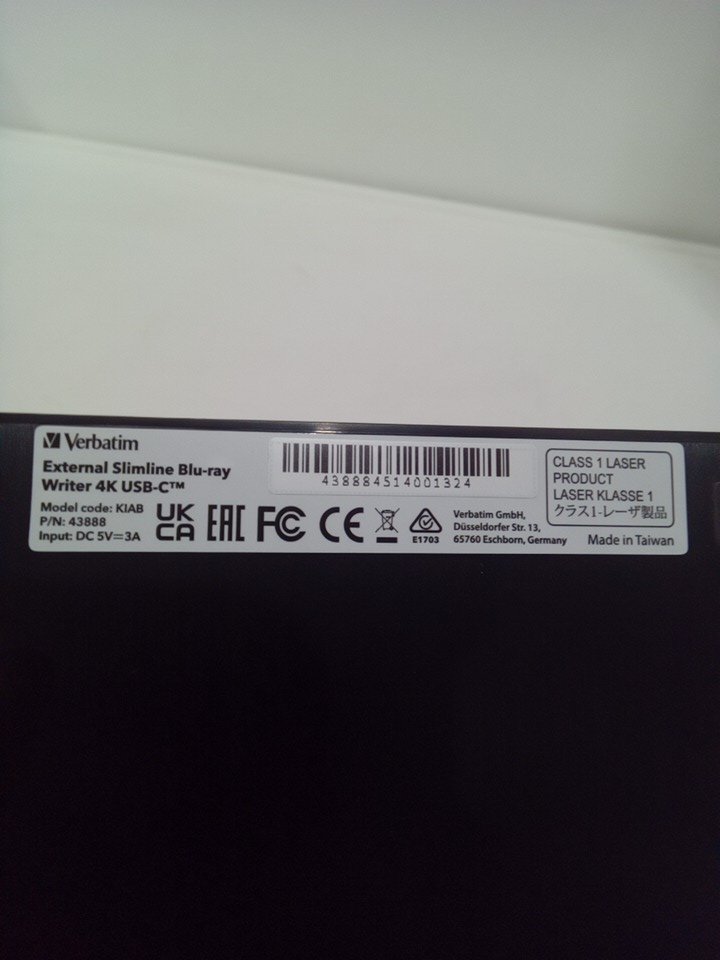 Verbatim
External Slimline Blu-ray
Writer 4K USB-C™
Model code: KIAB
P/N: 43888
Input: DC 5V⎓3A
UK
CA
EAC
FC
CE
438884514001324
E1703
Verbatim GmbH,
Düsseldorfer Str. 13,
65760 Eschborn, Germany
CLASS 1 LASER
PRODUCT
LASER KLASSE 1
クラス1-レーザ製品
Made in Taiwan